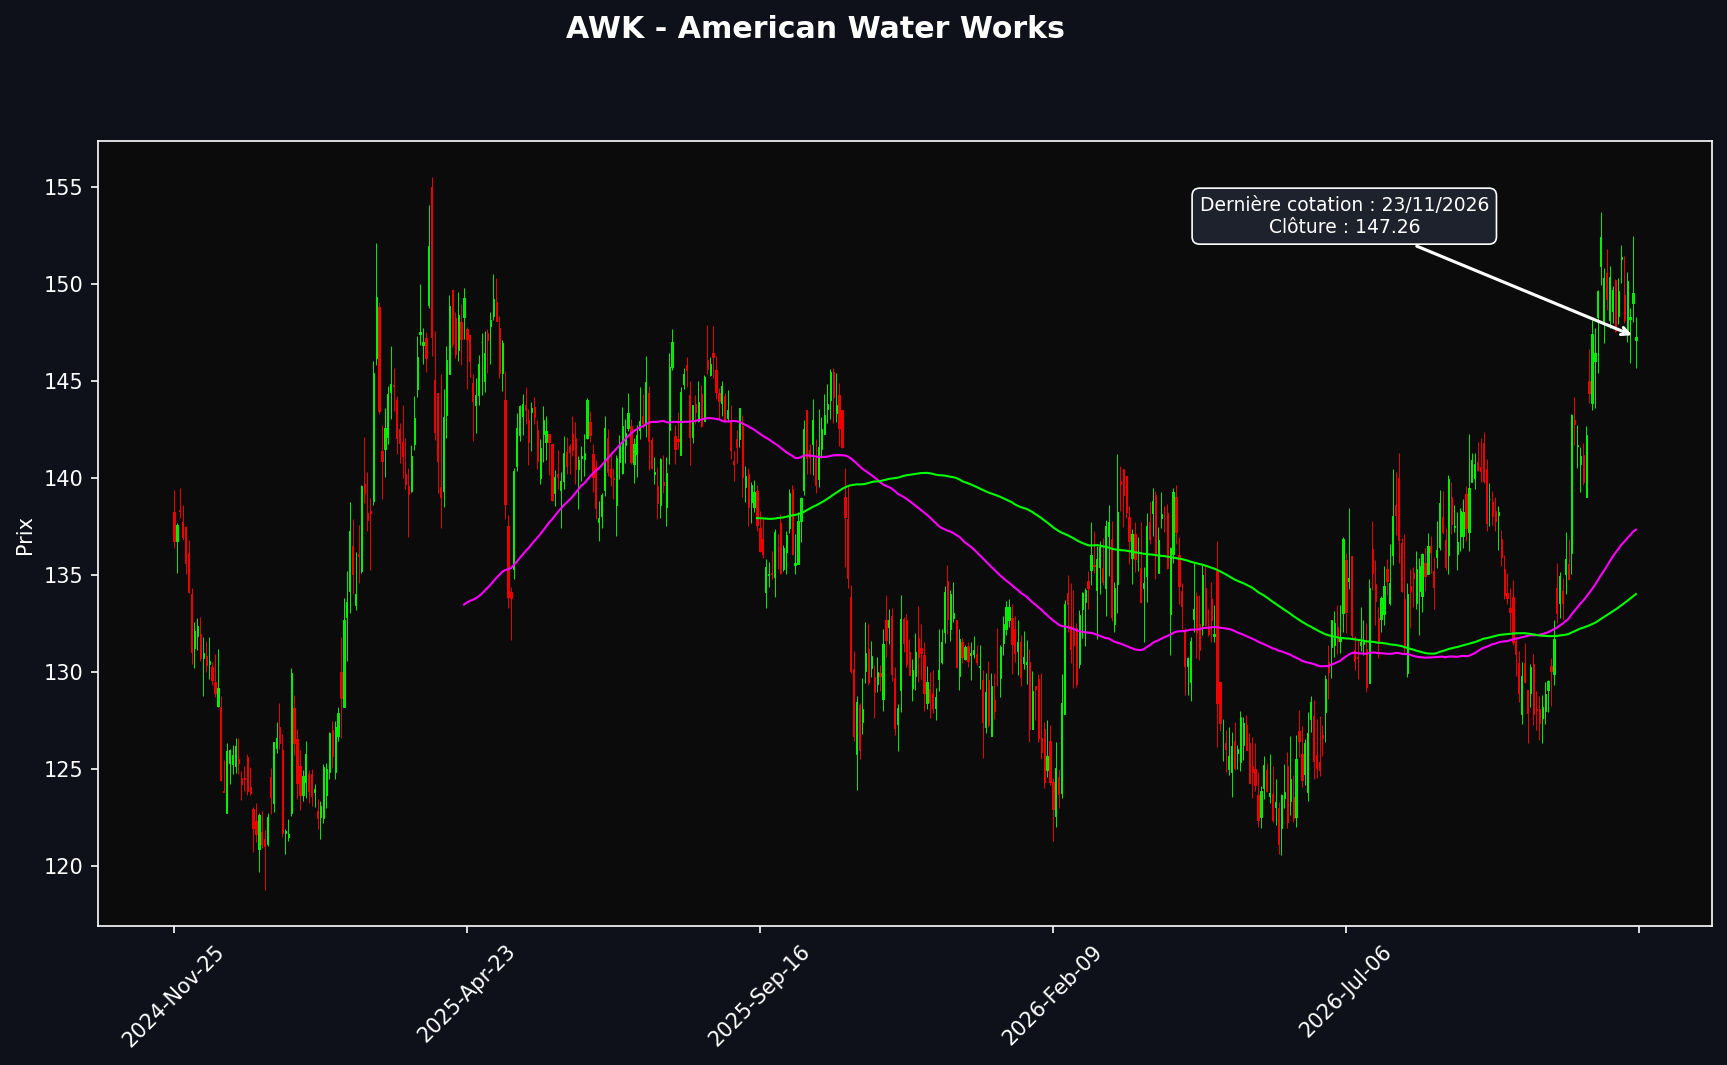 AWK - American Water Works
Dernière cotation : 23/11/2026
Clôture : 147.26
Prix
155
150
145
140
135
130
125
120
2024-Nov-25
2025-Apr-23
2025-Sep-16
2026-Feb-09
2026-Jul-06